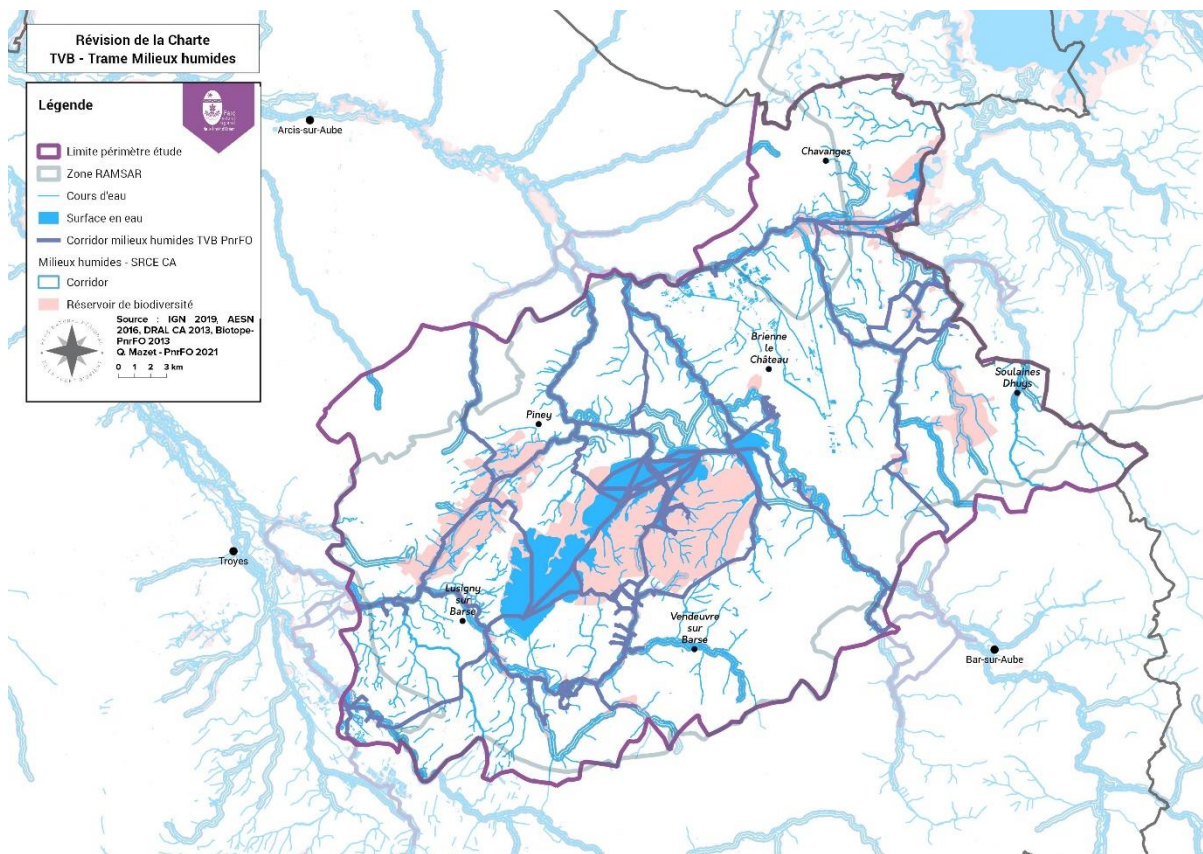 Révision de la Charte
TVB - Trame Milieux humides
Légende
Limite périmètre étude
Zone RAMSAR
Cours d'eau
Surface en eau
Corridor milieux humides TVB PnrFO
Milieux humides - SRCE CA
Corridor
Réservoir de biodiversité
Source : IGN 2019, AESN
2016, DRAL CA 2013, Biotope-
PnrFO 2013
Q. Mazet - PnrFO 2021
0 1 2 3 km
Arcis-sur-Aube
Chavanges
Brienne
le
Château
Soulaines
Dhuys
Piney
Troyes
Lusigny
sur
Barse
Vendeuvre
sur
Barse
Bar-sur-Aube